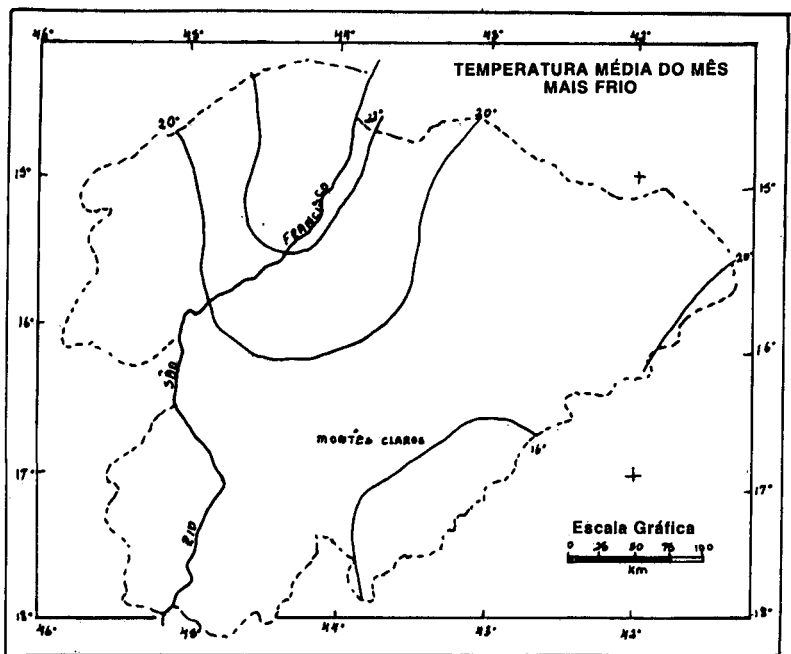 46° 45° 44° 43° 42°
TEMPERATURA MÉDIA DO MÊS
MAIS FRIO
20° 21° 20°
15° 15°
FRANCISCO
20°
16° 16°
SÃO
MONTES CLAROS
16°
17° 17°
RIO
Escala Gráfica
0 25 50 75 100
Km
18° 18°
46° 45° 44° 43° 42°